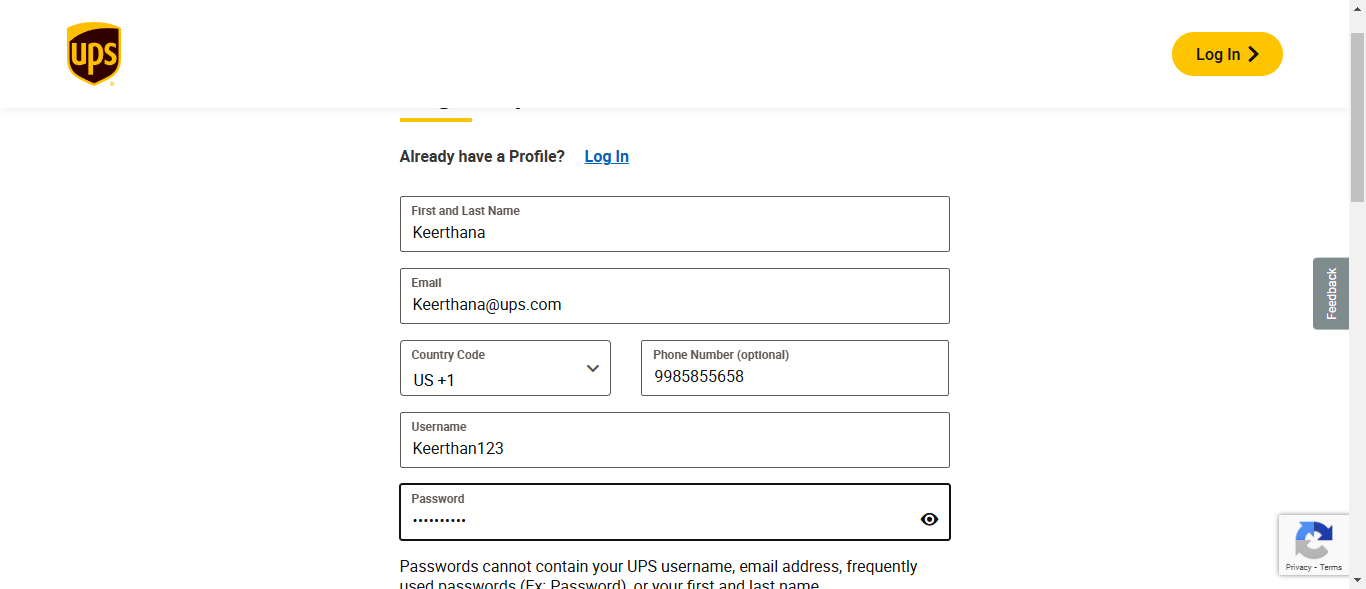 ups
Log In
Already have a Profile? Log In
First and Last Name
Keerthana
Email
Keerthana@ups.com
Country Code
US +1
Phone Number (optional)
9985855658
Username
Keerthan123
Password
••••••••••
Passwords cannot contain your UPS username, email address, frequently
used passwords (Ex: Password), or your first and last name
Feedback
Privacy - Terms